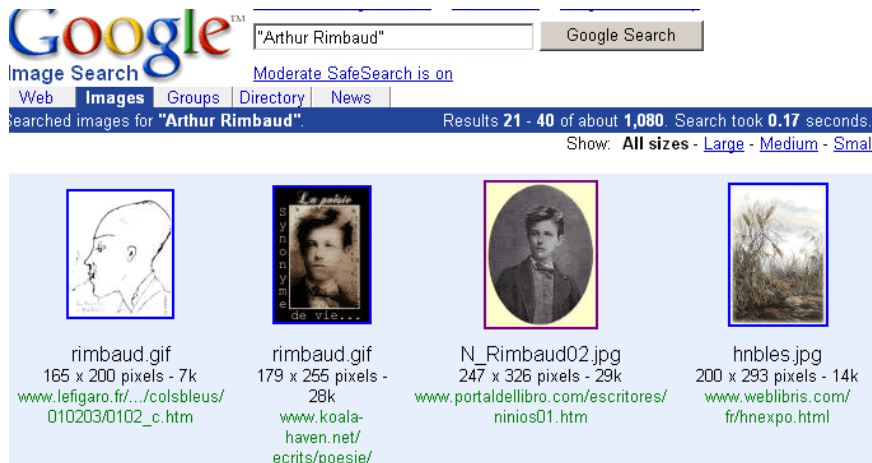 Google™
"Arthur Rimbaud"
Google Search
Image Search
Moderate SafeSearch is on
Web Images Groups Directory News
Searched images for "Arthur Rimbaud". Results 21 - 40 of about 1,080. Search took 0.17 seconds.
Show: All sizes - Large - Medium - Smal
La poèsie
synonyme
de vie...
rimbaud.gif
165 x 200 pixels - 7k
www.lefigaro.fr/.../colsbleus/
010203/0102_c.htm
rimbaud.gif
179 x 255 pixels -
28k
www.koala-
haven.net/
ecrits/poesie/
N_Rimbaud02.jpg
247 x 326 pixels - 29k
www.portaldellibro.com/escritores/
ninios01.htm
hnbles.jpg
200 x 293 pixels - 14k
www.weblibris.com/
fr/hnexpo.html